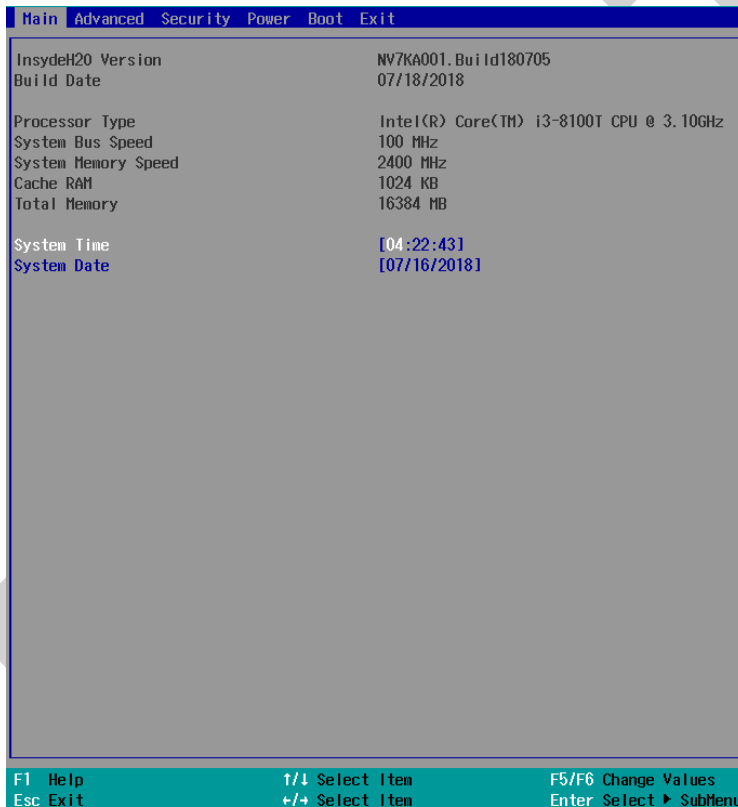 Main Advanced Security Power Boot Exit
InsydeH2O Version NV7KA001.Build180705
Build Date 07/18/2018
Processor Type Intel(R) Core(TM) i3-8100T CPU @ 3.10GHz
System Bus Speed 100 MHz
System Memory Speed 2400 MHz
Cache RAM 1024 KB
Total Memory 16384 MB
System Time [04:22:43]
System Date [07/16/2018]
F1 Help ↑/↓ Select Item F5/F6 Change Values
Esc Exit ←/→ Select Item Enter Select ▶ SubMenu